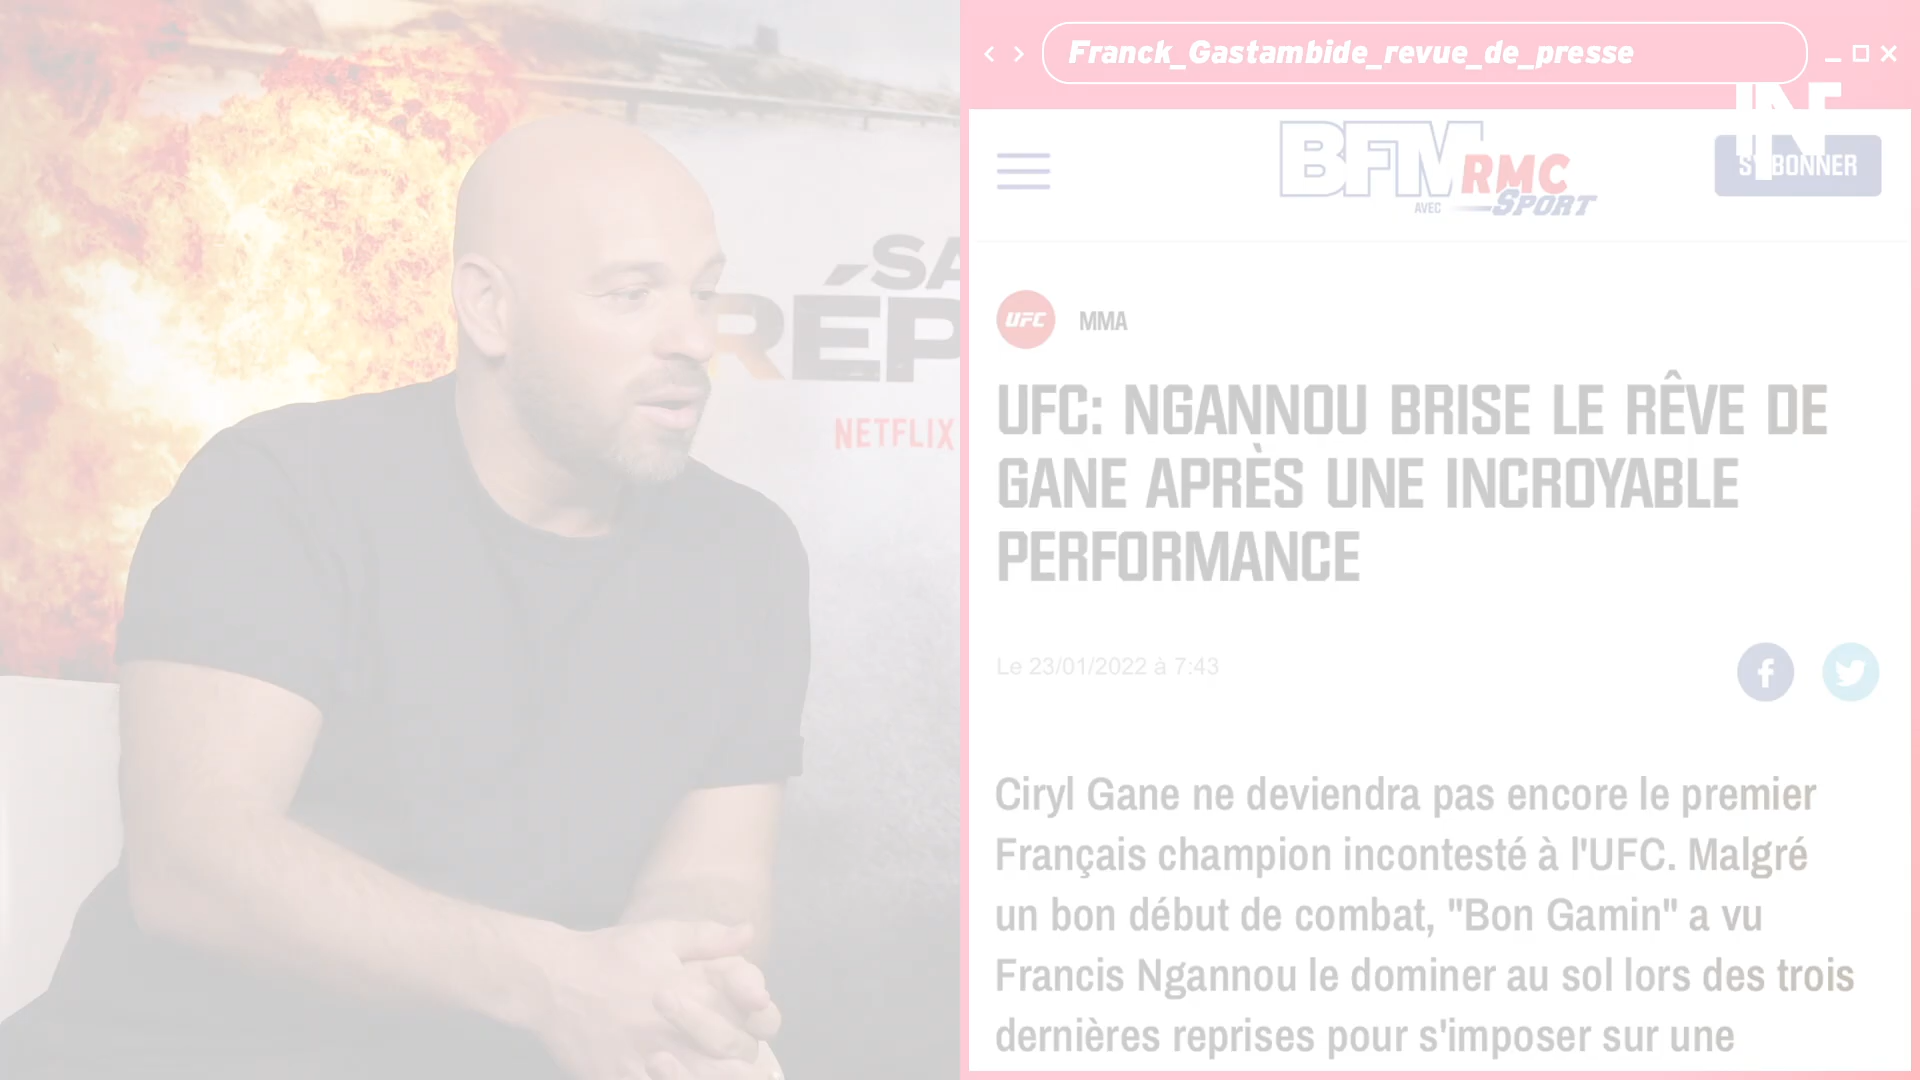 Franck_Gastambide_revue_de_presse
BFM RMC
AVEC SPORT
BONNER
SA
RÉP
NETFLIX
UFC MMA
UFC: NGANNOU BRISE LE RÊVE DE
GANE APRÈS UNE INCROYABLE
PERFORMANCE
Le 23/01/2022 à 7:43
Ciryl Gane ne deviendra pas encore le premier
Français champion incontesté à l'UFC. Malgré
un bon début de combat, "Bon Gamin" a vu
Francis Ngannou le dominer au sol lors des trois
dernières reprises pour s'imposer sur une